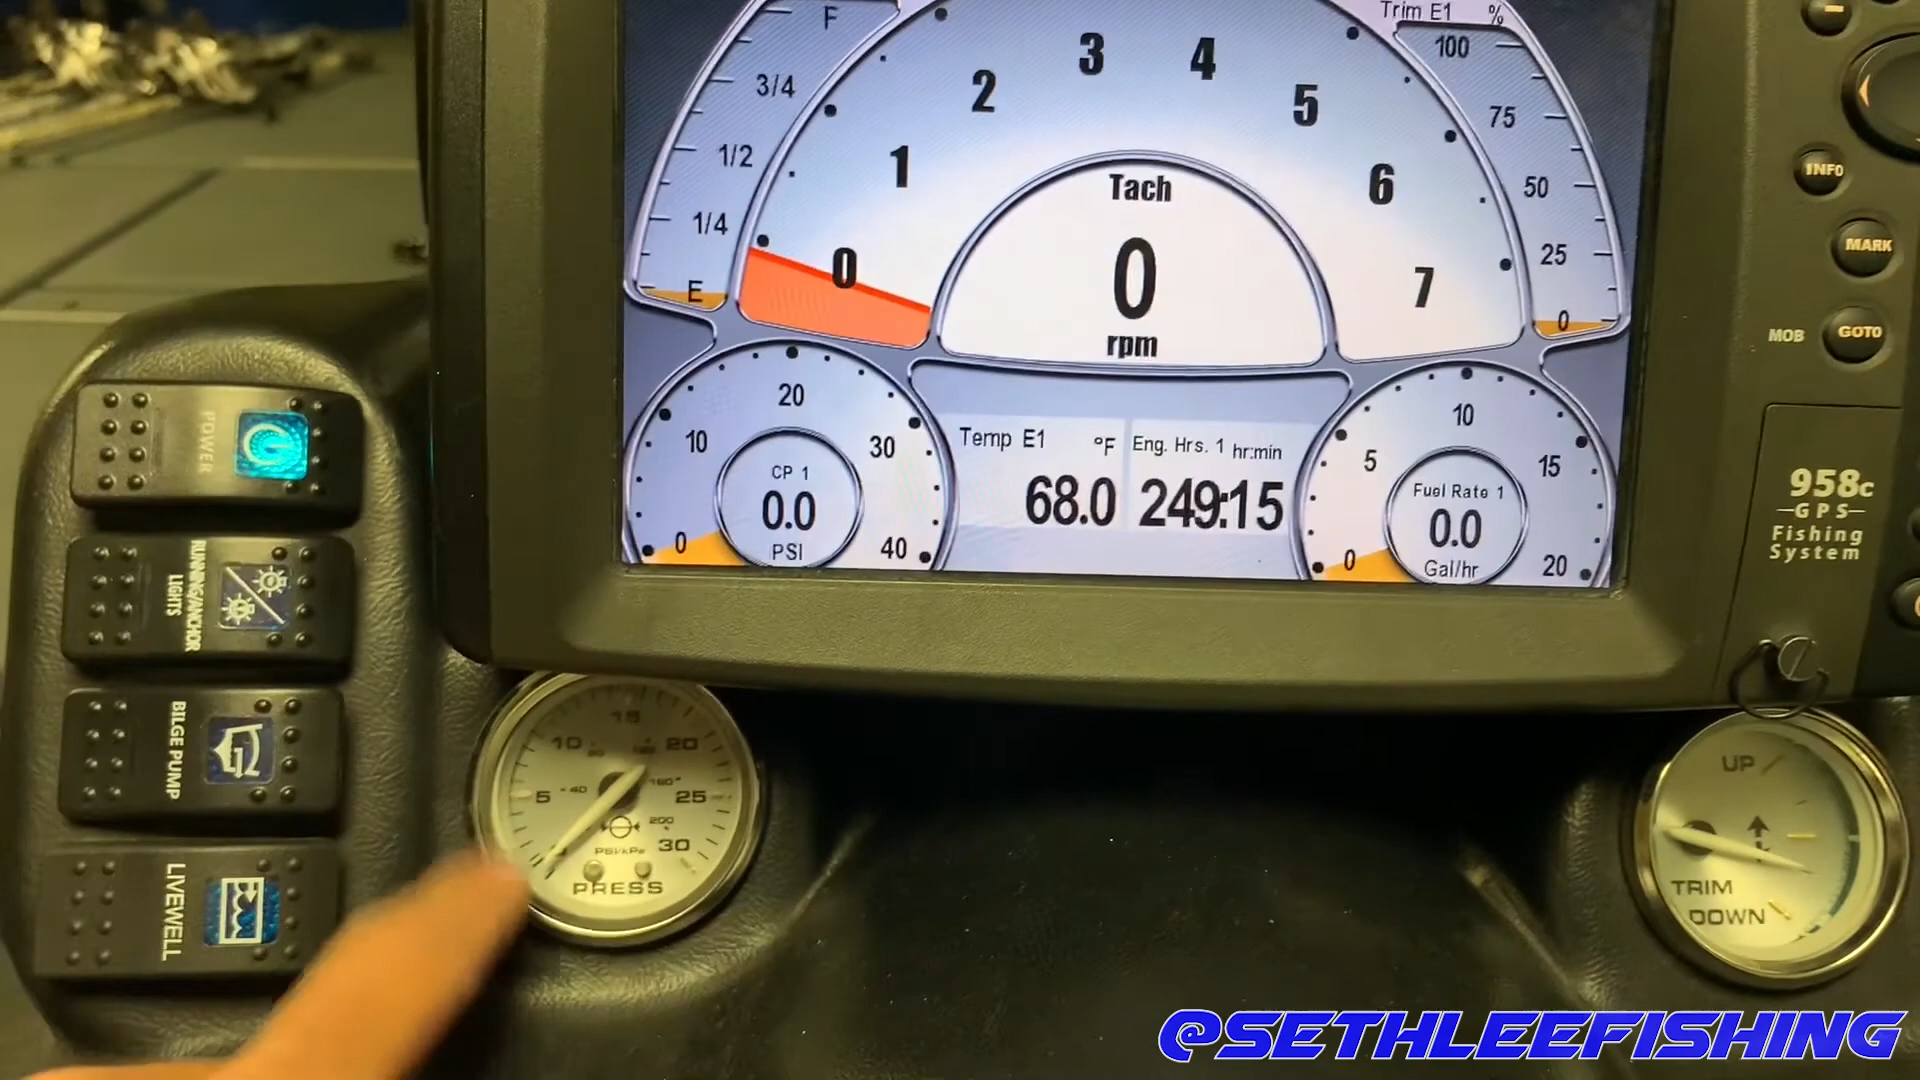 F
3/4
1/2
1/4
E
0
1
2
3
4
5
6
7
Tach
0
rpm
Trim E1 %
100
75
50
25
0
0
10
20
30
40
CP 1
0.0
PSI
Temp E1 °F
68.0
Eng. Hrs. 1 hr:min
249:15
0
5
10
15
20
Fuel Rate 1
0.0
Gal/hr
INFO
MARK
MOB
GOTO
958c
GPS
Fishing
System
POWER
RUNNING/ANCHOR
LIGHTS
BILGE PUMP
LIVEWELL
5
10
15
20
25
30
40
160
200
PSI/kPa
PRESS
UP
TRIM
DOWN
@SETHLEEFISHING